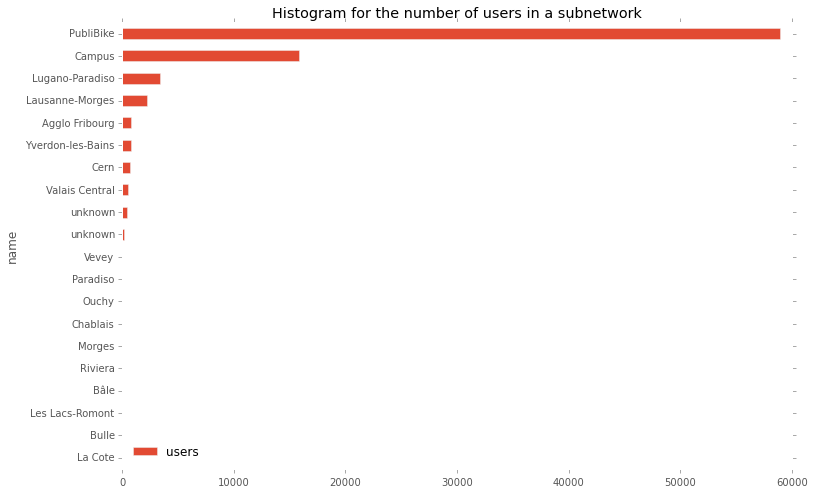 Histogram for the number of users in a subnetwork
PubliBike
Campus
Lugano-Paradiso
Lausanne-Morges
Agglo Fribourg
Yverdon-les-Bains
Cern
Valais Central
unknown
unknown
Vevey
Paradiso
Ouchy
Chablais
Morges
Riviera
Bâle
Les Lacs-Romont
Bulle
La Cote
name
users
0 10000 20000 30000 40000 50000 60000